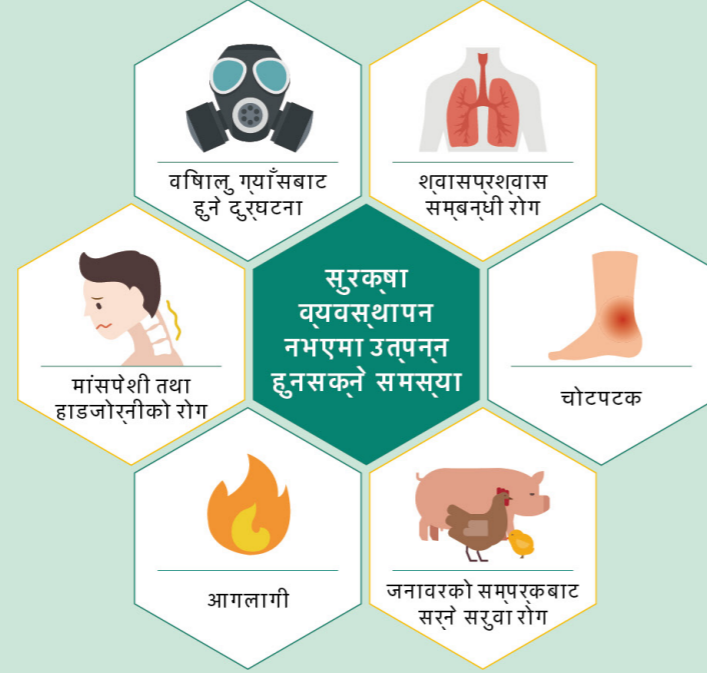 वषिालु ग्याँसबाट
हुने दुर्घटना
श्वासप्रश्वास
सम्बन्धी रोग
सुरक्षा
व्यवस्थापन
नभएमा उत्पन्न
हुनसक्ने समस्या
मांसपेशी तथा
हाडजोर्नीको रोग
चोटपटक
आगलागी
जनावरको सम्पर्कबाट
सर्ने सरुवा रोग